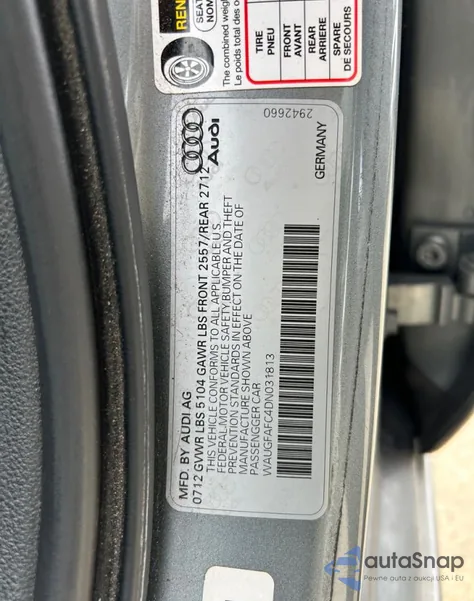 REN
SEAT
NOM
The combined weigh
Le poids total des oc
TIRE
PNEU
FRONT
AVANT
REAR
ARRIERE
SPARE
DE SECOURS
Audi
2942660
GERMANY
MFD. BY AUDI AG
0712 GVWR LBS 5104 GAWR LBS FRONT 2557/REAR 2712
THIS VEHICLE CONFORMS TO ALL APPLICABLE U.S.
FEDERAL MOTOR VEHICLE SAFETY,BUMPER AND THEFT
PREVENTION STANDARDS IN EFFECT ON THE DATE OF
MANUFACTURE SHOWN ABOVE
PASSENGER CAR
WAUGFAFC4DN031813
autoSnap
Pewne auta z aukcji USA i EU